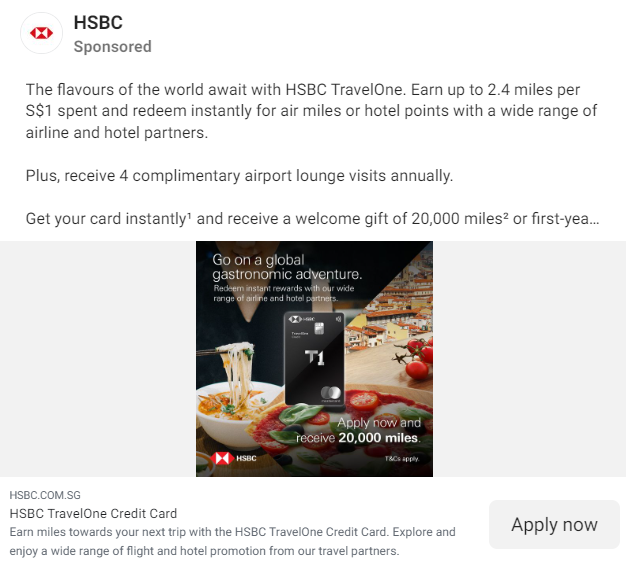 HSBC
Sponsored
The flavours of the world await with HSBC TravelOne. Earn up to 2.4 miles per
S$1 spent and redeem instantly for air miles or hotel points with a wide range of
airline and hotel partners.
Plus, receive 4 complimentary airport lounge visits annually.
Get your card instantly¹ and receive a welcome gift of 20,000 miles² or first-yea...
Go on a global
gastronomic adventure.
Redeem instant rewards with our wide
range of airline and hotel partners.
HSBC
T1
Apply now and
receive 20,000 miles.
HSBC
T&Cs apply.
HSBC.COM.SG
HSBC TravelOne Credit Card
Earn miles towards your next trip with the HSBC TravelOne Credit Card. Explore and
enjoy a wide range of flight and hotel promotion from our travel partners.
Apply now